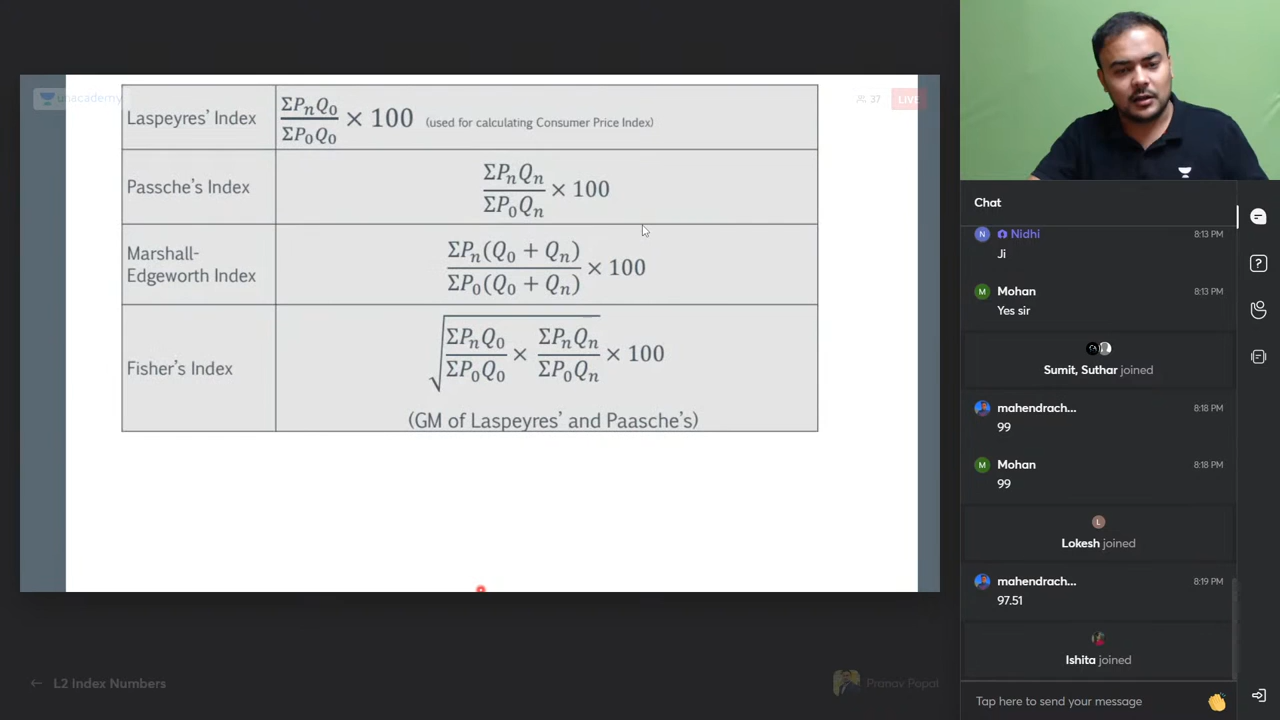 unacademy
37
LIVE
Laspeyres' Index
ΣPₙQ₀
ΣP₀Q₀
× 100 (used for calculating Consumer Price Index)
Passche's Index
ΣPₙQₙ
ΣP₀Qₙ
× 100
Marshall-
Edgeworth Index
ΣPₙ(Q₀ + Qₙ)
ΣP₀(Q₀ + Qₙ)
× 100
Fisher's Index
√ ΣPₙQ₀ × ΣPₙQₙ
ΣP₀Q₀ ΣP₀Qₙ
× 100
(GM of Laspeyres' and Paasche's)
L2 Index Numbers
Pranav Popat
Chat
N Nidhi 8:13 PM
Ji
M Mohan 8:13 PM
Yes sir
Sumit, Suthar joined
mahendrach... 8:18 PM
99
M Mohan 8:18 PM
99
L
Lokesh joined
mahendrach... 8:19 PM
97.51
Ishita joined
Tap here to send your message